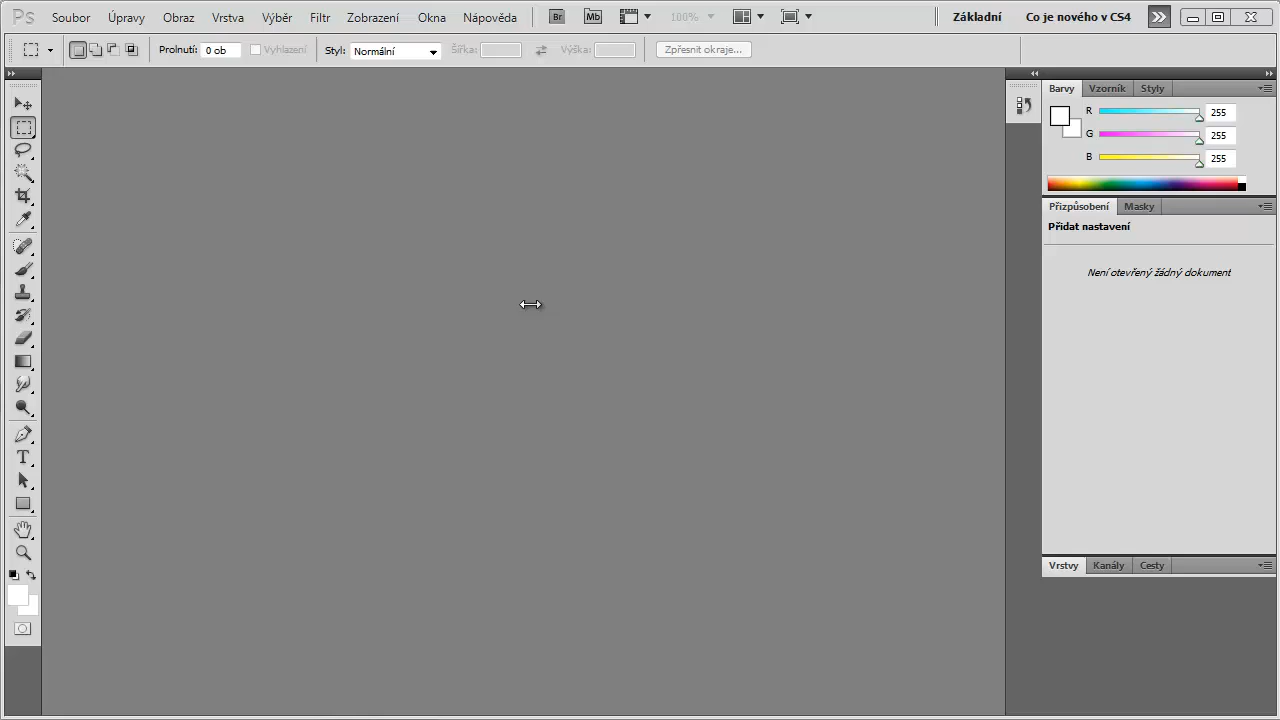 Ps Soubor Úpravy Obraz Vrstva Výběr Filtr Zobrazení Okna Nápověda Br Mb 100% Základní Co je nového v CS4
Prolnutí: 0 ob Vyhlazení Styl: Normální Šířka: Výška: Zpřesnit okraje...
Barvy Vzorník Styly
R 255
G 255
B 255
Přizpůsobení Masky
Přidat nastavení
Není otevřený žádný dokument
T
Vrstvy Kanály Cesty